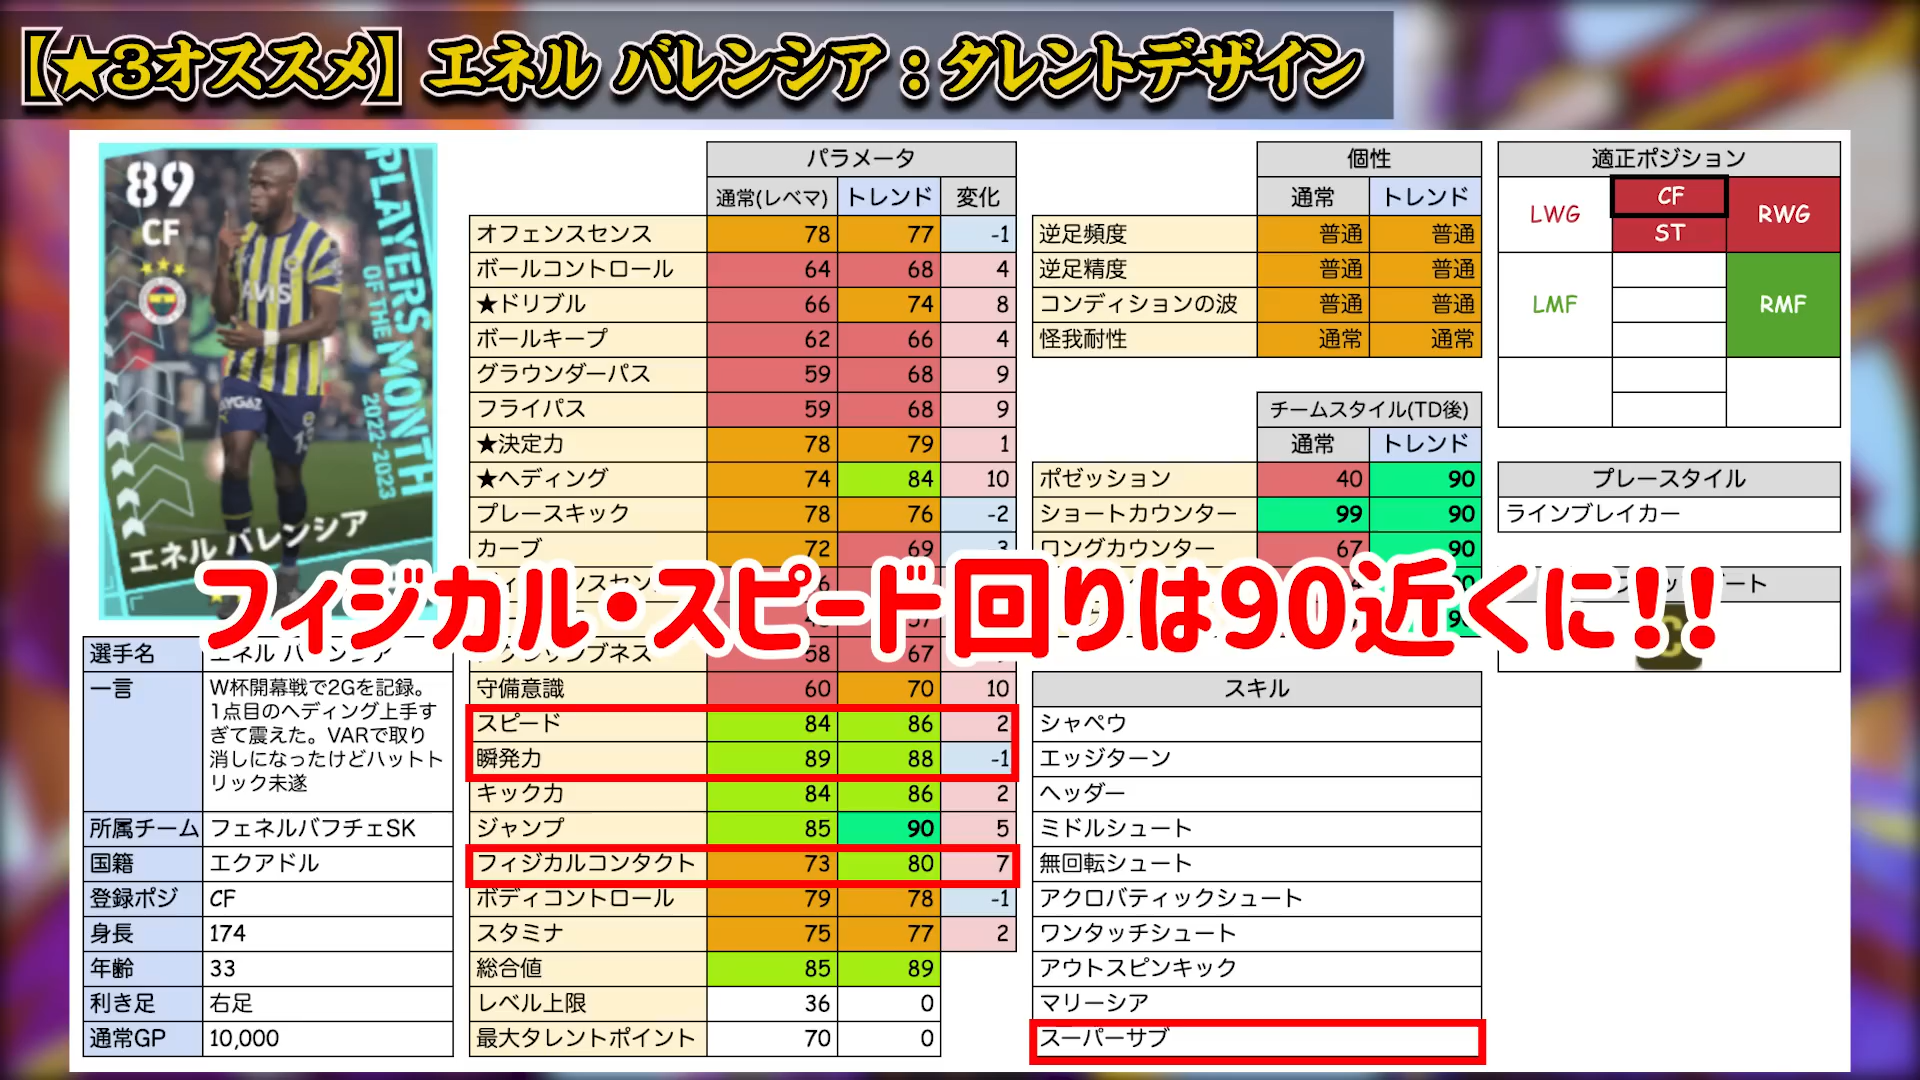 【★3オススメ】エネル バレンシア：タレントデザイン
89
CF
PLAYERS
OF THE MONTH
2022-2023
エネル バレンシア
選手名 エネル バレンシア
一言 W杯開幕戦で2Gを記録。
1点目のヘディング上手す
ぎて震えた。VARで取り
消しになったけどハットト
リック未遂
所属チーム フェネルバフチェSK
国籍 エクアドル
登録ポジ CF
身長 174
年齢 33
利き足 右足
通常GP 10,000
パラメータ
通常(レベマ) トレンド 変化
オフェンスセンス 78 77 -1
ボールコントロール 64 68 4
★ドリブル 66 74 8
ボールキープ 62 66 4
グラウンダーパス 59 68 9
フライパス 59 68 9
★決定力 78 79 1
★ヘディング 74 84 10
プレースキック 78 76 -2
カーブ 72 69
58 67
守備意識 60 70 10
スピード 84 86 2
瞬発力 89 88 -1
キック力 84 86 2
ジャンプ 85 90 5
フィジカルコンタクト 73 80 7
ボディコントロール 79 78 -1
スタミナ 75 77 2
総合値 85 89
レベル上限 36 0
最大タレントポイント 70 0
フィジカル・スピード回りは90近くに!!
個性
通常 トレンド
逆足頻度 普通 普通
逆足精度 普通 普通
コンディションの波 普通 普通
怪我耐性 通常 通常
チームスタイル(TD後)
通常 トレンド
ポゼッション 40 90
ショートカウンター 99 90
ロングカウンター 67 90
スキル
シャペウ
エッジターン
ヘッダー
ミドルシュート
無回転シュート
アクロバティックシュート
ワンタッチシュート
アウトスピンキック
マリーシア
スーパーサブ
適正ポジション
LWG CF RWG
ST
LMF RMF
プレースタイル
ラインブレイカー